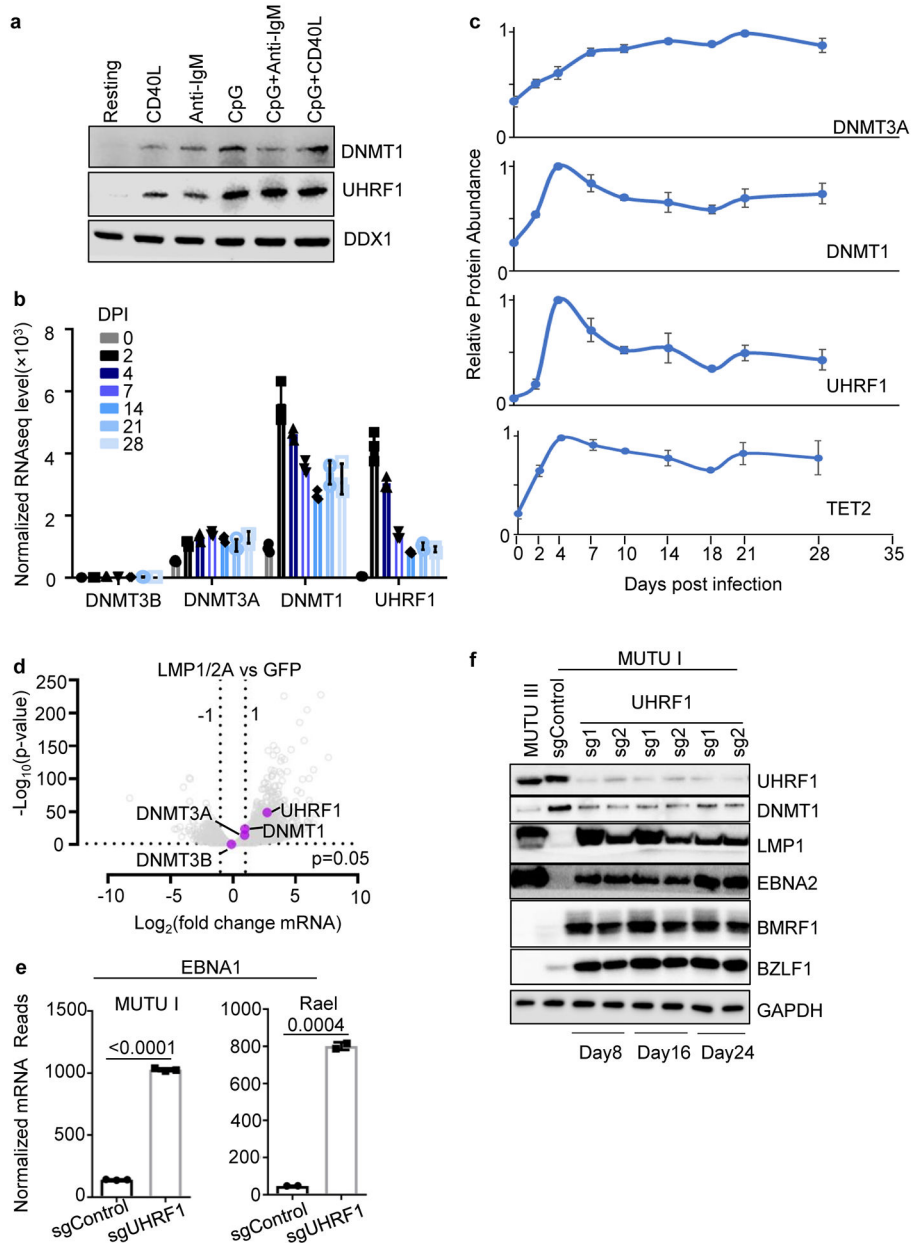 a
Resting
CD40L
Anti-IgM
CpG
CpG+Anti-IgM
CpG+CD40L
DNMT1
UHRF1
DDX1
b
Normalized RNAseq level(×10³)
8
6
4
2
0
DPI
0
2
4
7
14
21
28
DNMT3B
DNMT3A
DNMT1
UHRF1
c
Relative Protein Abundance
1
0
DNMT3A
1
0
DNMT1
1
0
UHRF1
1
TET2
0
2
4
7
10
14
18
21
28
35
Days post infection
d
LMP1/2A vs GFP
-Log₁₀(p-value)
250
200
150
100
50
0
-1
1
DNMT3A
UHRF1
DNMT1
DNMT3B
p=0.05
-10
-5
0
5
10
Log₂(fold change mRNA)
e
EBNA1
Normalized mRNA Reads
MUTU I
1500
1000
500
0
<0.0001
sgControl
sgUHRF1
Rael
1000
800
600
400
200
0
0.0004
sgControl
sgUHRF1
f
MUTU I
MUTU III
sgControl
UHRF1
sg1
sg2
sg1
sg2
sg1
sg2
UHRF1
DNMT1
LMP1
EBNA2
BMRF1
BZLF1
GAPDH
Day8
Day16
Day24